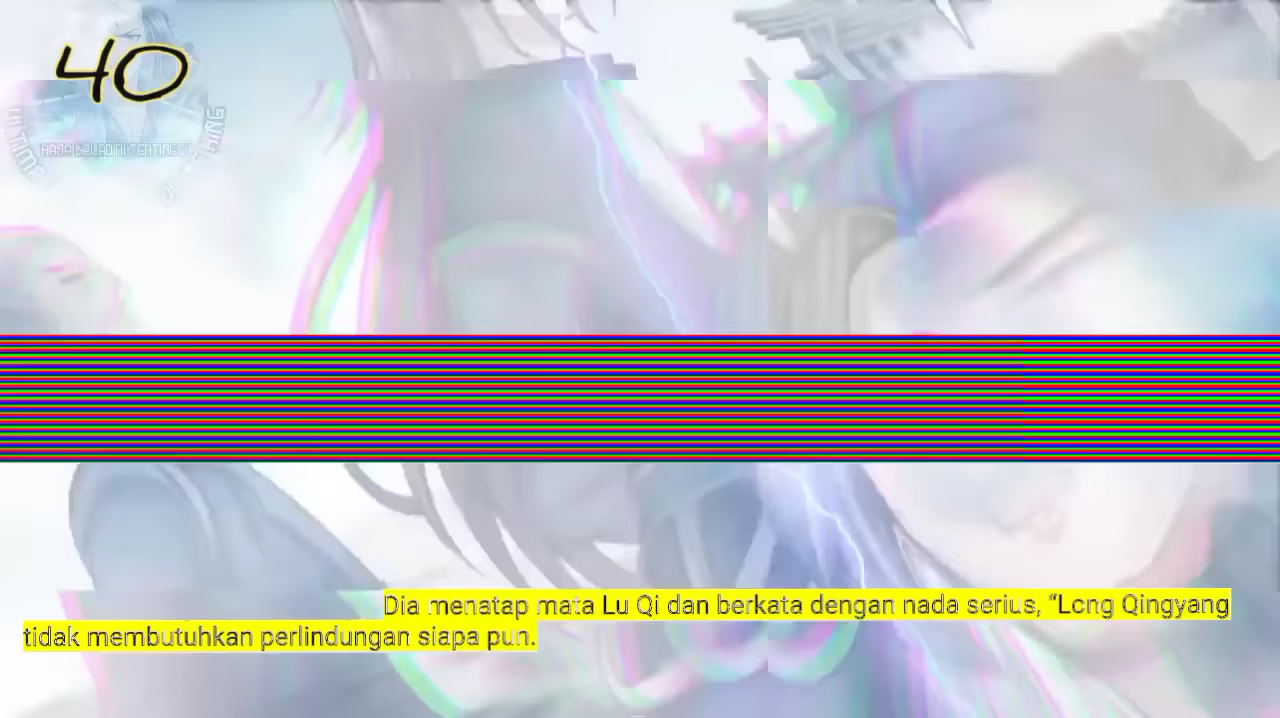 40
Dia menatap mata Lu Qi dan berkata dengan nada serius, “Long Qingyang
tidak membutuhkan perlindungan siapa pun.